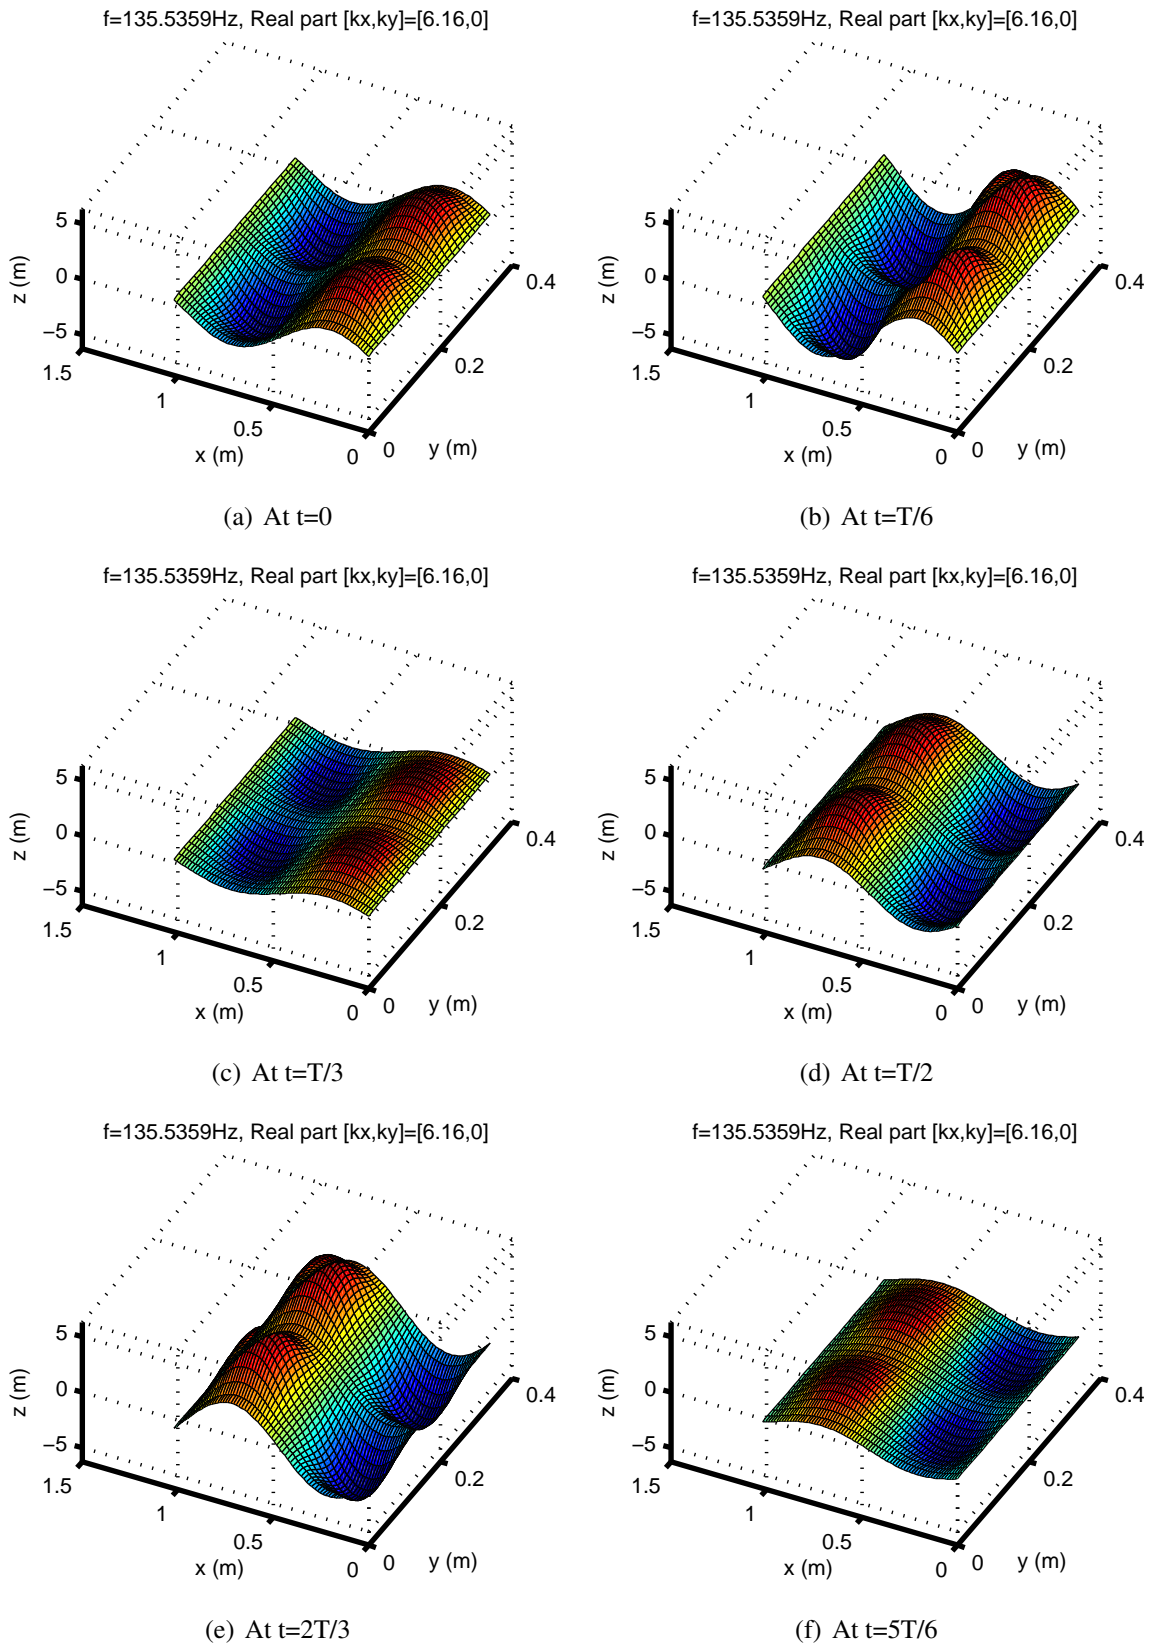 f=135.5359Hz, Real part [kx,ky]=[6.16,0]
5
0
−5
z (m)
1.5
1
0.5
0
x (m)
0
0.2
0.4
y (m)
(a) At t=0
f=135.5359Hz, Real part [kx,ky]=[6.16,0]
5
0
−5
z (m)
1.5
1
0.5
0
x (m)
0
0.2
0.4
y (m)
(b) At t=T/6
f=135.5359Hz, Real part [kx,ky]=[6.16,0]
5
0
−5
z (m)
1.5
1
0.5
0
x (m)
0
0.2
0.4
y (m)
(c) At t=T/3
f=135.5359Hz, Real part [kx,ky]=[6.16,0]
5
0
−5
z (m)
1.5
1
0.5
0
x (m)
0
0.2
0.4
y (m)
(d) At t=T/2
f=135.5359Hz, Real part [kx,ky]=[6.16,0]
5
0
−5
z (m)
1.5
1
0.5
0
x (m)
0
0.2
0.4
y (m)
(e) At t=2T/3
f=135.5359Hz, Real part [kx,ky]=[6.16,0]
5
0
−5
z (m)
1.5
1
0.5
0
x (m)
0
0.2
0.4
y (m)
(f) At t=5T/6